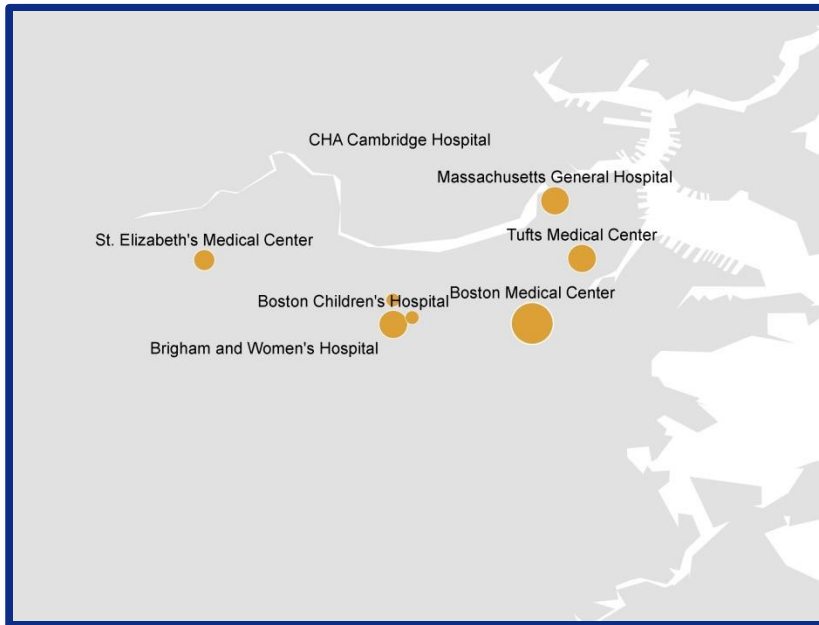 CHA Cambridge Hospital
Massachusetts General Hospital
Tufts Medical Center
St. Elizabeth's Medical Center
Boston Medical Center
Boston Children's Hospital
Brigham and Women's Hospital